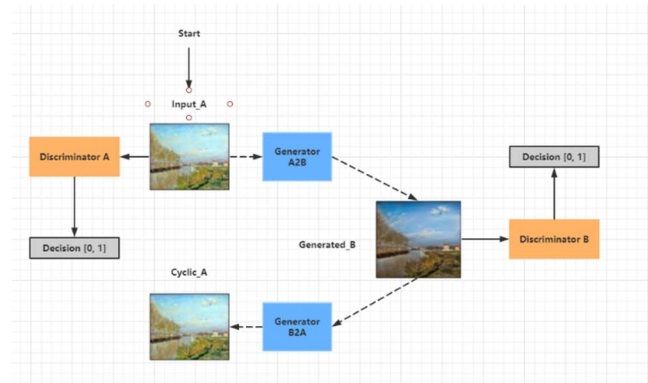 Start
Input_A
Discriminator A
Generator
A2B
Decision [0, 1]
Decision [0, 1]
Generated_B
Discriminator B
Cyclic_A
Generator
B2A